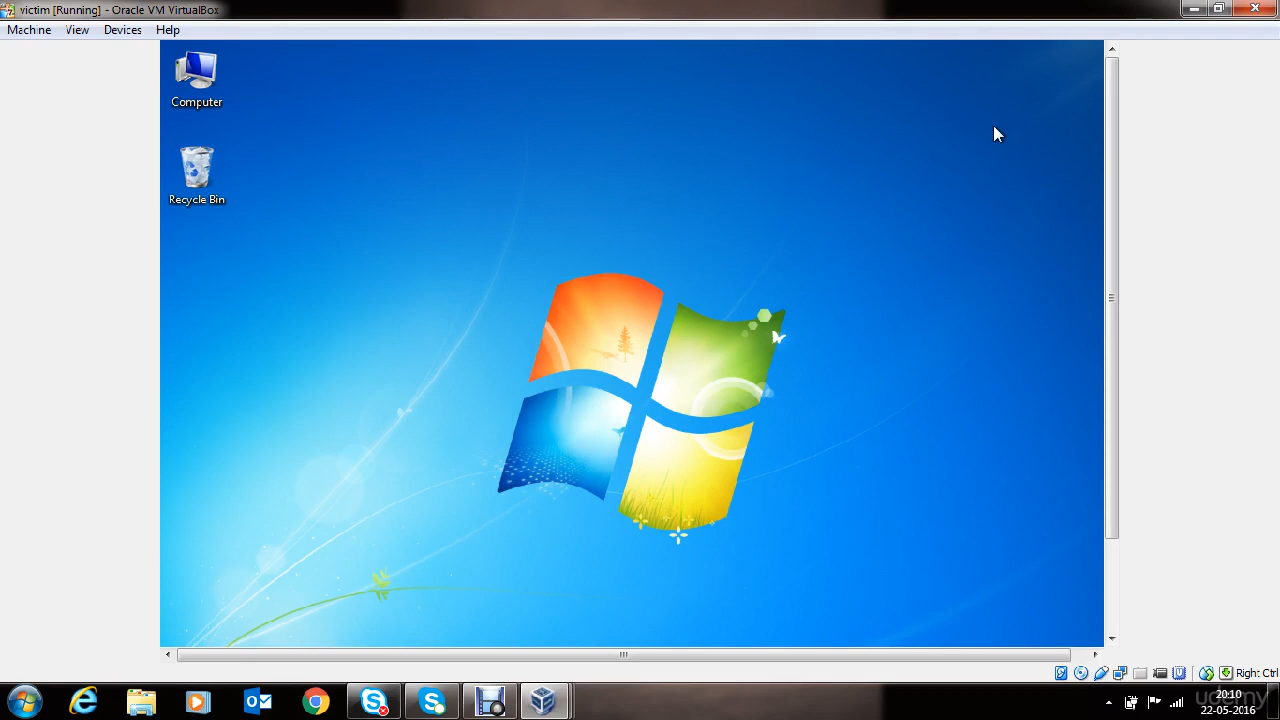 victim [Running] - Oracle VM VirtualBox
Machine View Devices Help
Computer
Recycle Bin
Right Ctrl
udemy
20:10
22-05-2016